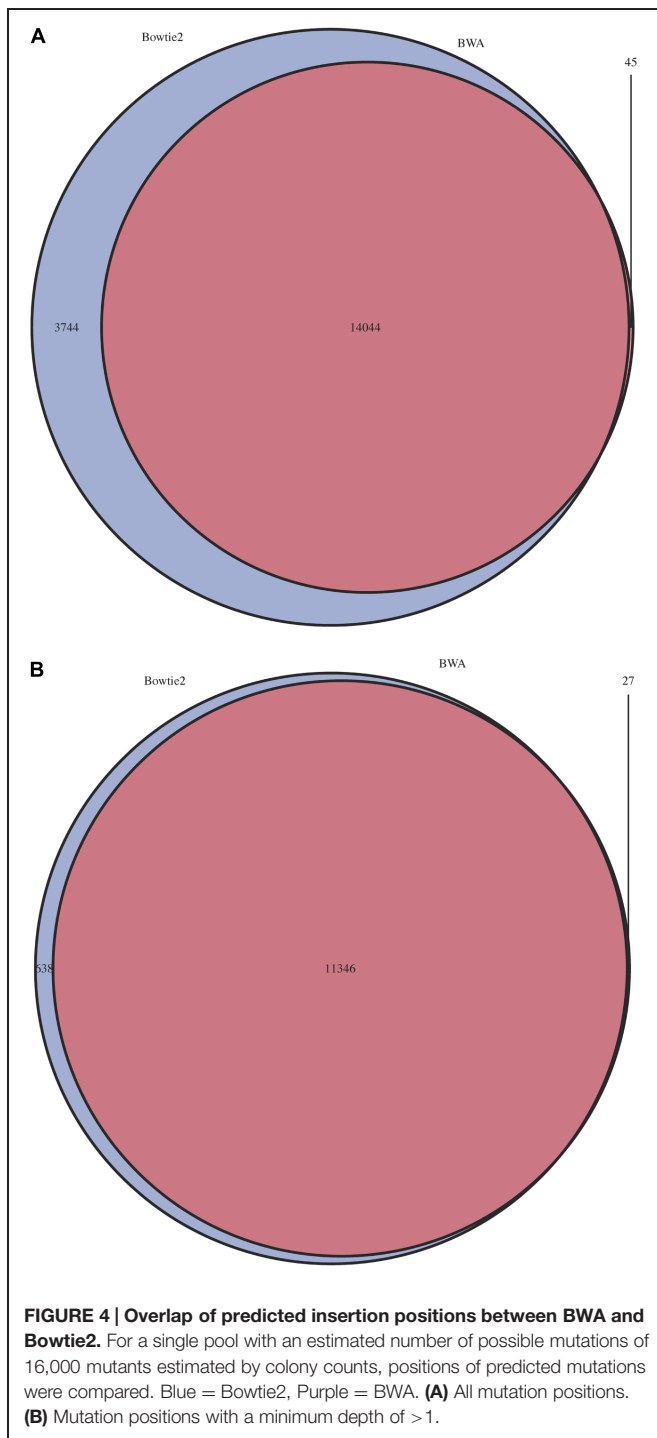 A
Bowtie2
BWA
45
3744
14044
B
Bowtie2
BWA
27
638
11346
FIGURE 4 | Overlap of predicted insertion positions between BWA and
Bowtie2. For a single pool with an estimated number of possible mutations of
16,000 mutants estimated by colony counts, positions of predicted mutations
were compared. Blue = Bowtie2, Purple = BWA. (A) All mutation positions.
(B) Mutation positions with a minimum depth of >1.